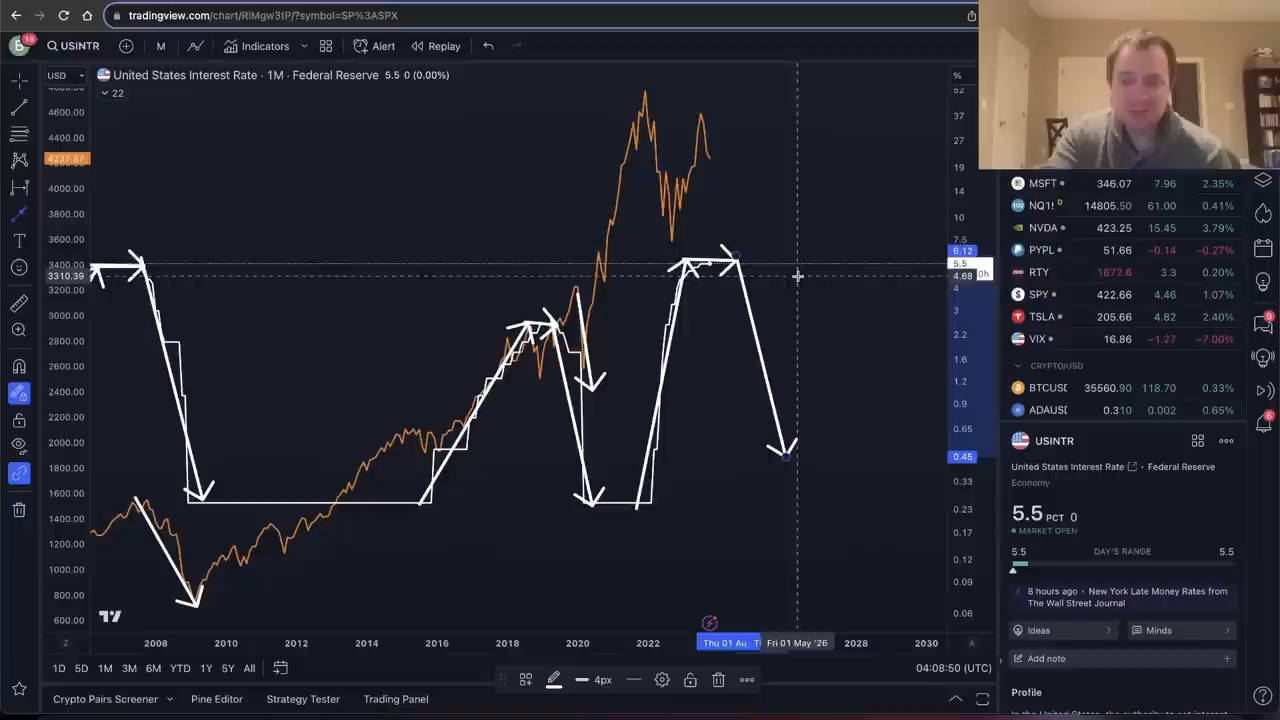 tradingview.com/chart/RIMgw3tP/?symbol=SP%3ASPX
18
USINTR
M
Indicators
Alert
Replay
USD
United States Interest Rate · 1M · Federal Reserve 5.5 0 (0.00%)
22
%
4600.00
4400.00
4237.87
4000.00
3800.00
3600.00
3400.00
3310.39
3200.00
3000.00
2800.00
2600.00
2400.00
2200.00
2000.00
1800.00
1600.00
1400.00
1200.00
1000.00
800.00
600.00
52
37
27
19
14
10
7.5
6.12
5.5
4.68
0h
4
3
2.2
1.6
1.2
0.9
0.65
0.45
0.33
0.23
0.17
0.12
0.09
0.06
Z
2008
2010
2012
2014
2016
2018
2020
2022
Thu 01 Au
Fri 01 May '26
2028
2030
A
1D 5D 1M 3M 6M YTD 1Y 5Y All
04:08:50 (UTC)
4px
Crypto Pairs Screener
Pine Editor
Strategy Tester
Trading Panel
MSFT 346.07 7.96 2.35%
NQ1! D 14805.50 61.00 0.41%
NVDA 423.25 15.45 3.79%
PYPL 51.66 −0.14 −0.27%
RTY 1672.6 3.3 0.20%
SPY 422.66 4.46 1.07%
TSLA 205.66 4.82 2.40%
VIX 16.86 −1.27 −7.00%
CRYPTO/USD
BTCUSD 35560.90 118.70 0.33%
ADAUSD 0.310 0.002 0.65%
USINTR
United States Interest Rate · Federal Reserve
Economy
5.5 PCT 0
MARKET OPEN
5.5 DAY'S RANGE 5.5
8 hours ago · New York Late Money Rates from
The Wall Street Journal
Ideas
Minds
Add note
Profile
9
6